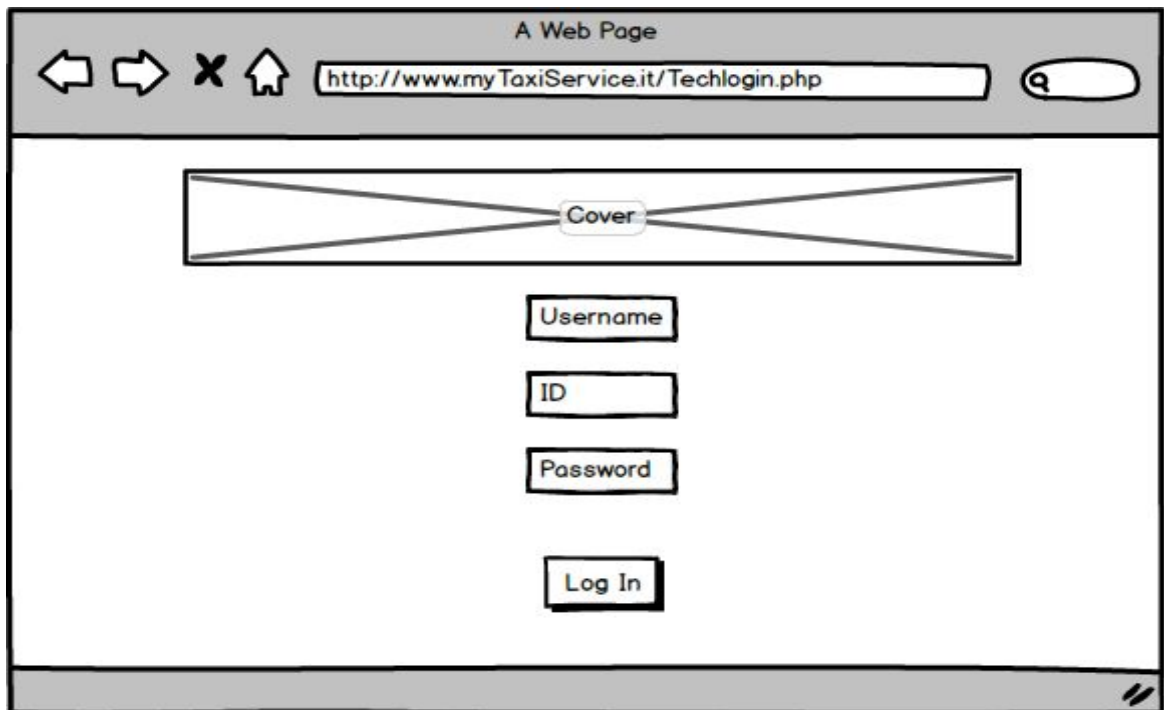 A Web Page
http://www.myTaxiService.it/Techlogin.php
Cover
Username
ID
Password
Log In